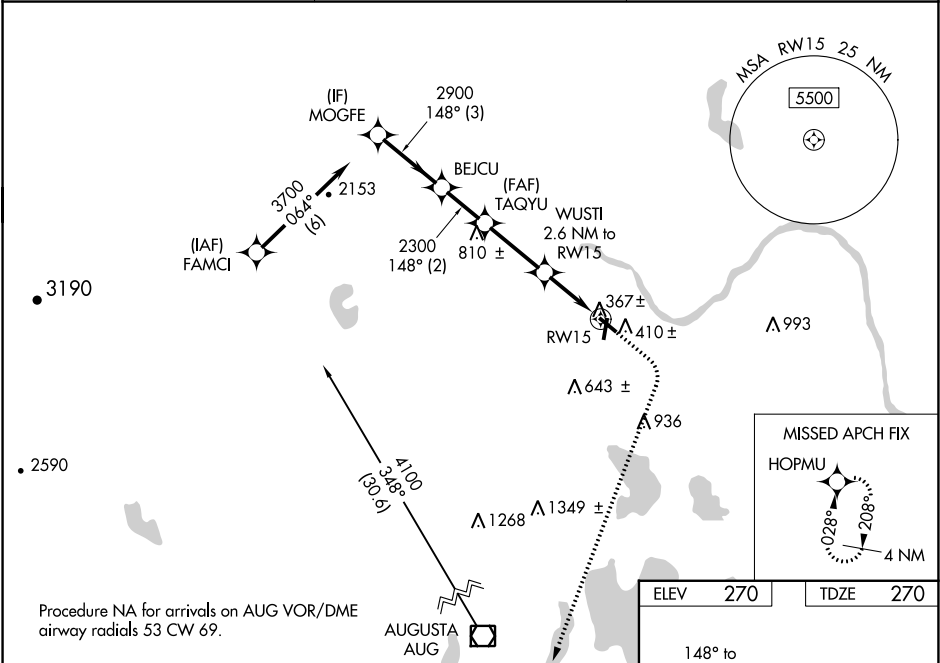 MSA RW15 25 NM
5500
(IF)
MOGFE
2900
148° (3)
BEJCU
(FAF)
TAQYU
3700
064°
(6)
2153
(IAF)
FAMCI
2300
148° (2)
810 ±
WUSTI
2.6 NM to
RW15
3190
367±
RW15
410 ±
993
643 ±
936
MISSED APCH FIX
HOPMU
028°
208°
4 NM
2590
4100
348°
(30.6)
1268
1349 ±
Procedure NA for arrivals on AUG VOR/DME
airway radials 53 CW 69.
AUGUSTA
AUG
ELEV 270
TDZE 270
148° to